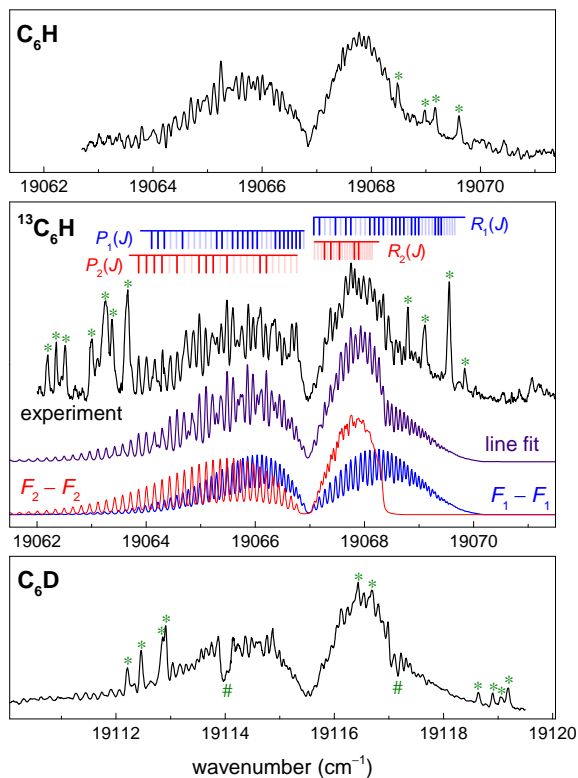 C₆H
* * * *
19062 19064 19066 19068 19070
¹³C₆H
P₁(J) R₁(J)
P₂(J) R₂(J)
* * * * * * * * * * *
experiment
line fit
F₂ – F₂ F₁ – F₁
19062 19064 19066 19068 19070
C₆D
* * * * * * * * * *
# #
19112 19114 19116 19118 19120
wavenumber (cm⁻¹)